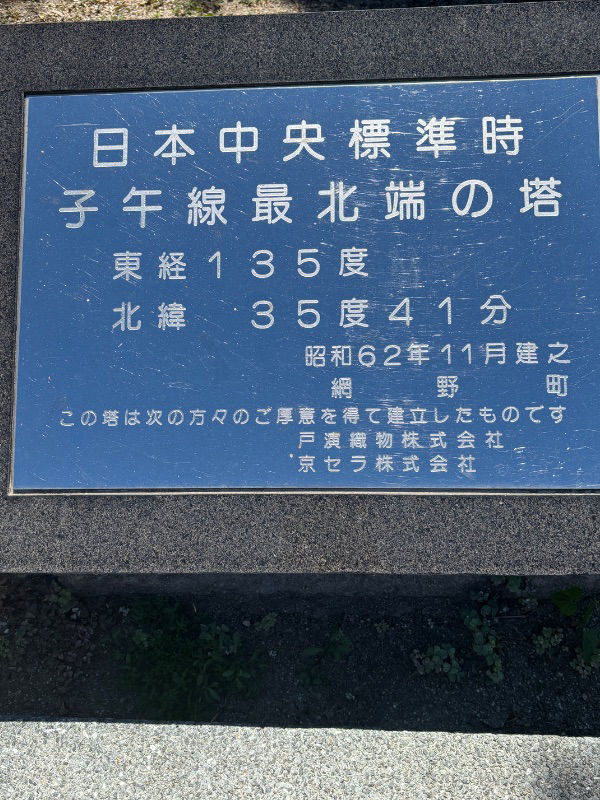 日本中央標準時
子午線最北端の塔
東経135度
北緯 35度41分
昭和62年11月建之
網野町
この塔は次の方々のご厚意を得て建立したものです
戸濱織物株式会社
京セラ株式会社